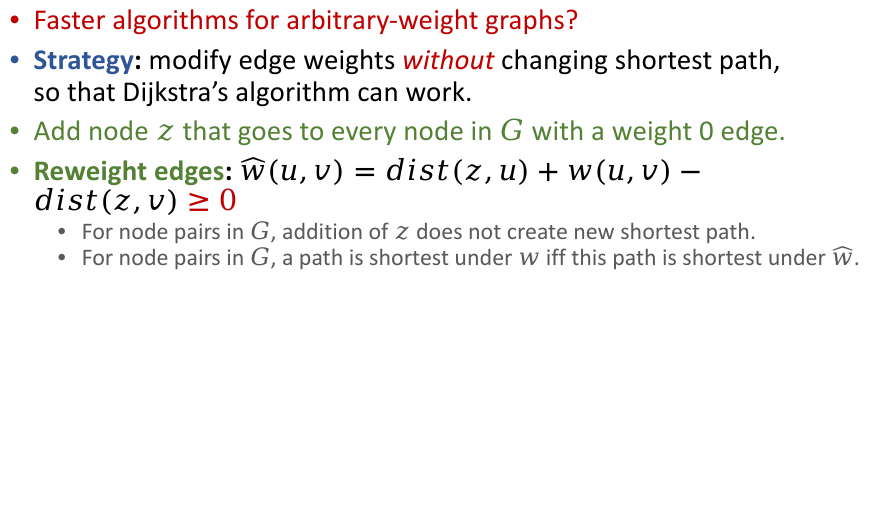 • Faster algorithms for arbitrary-weight graphs?
• Strategy: modify edge weights without changing shortest path,
so that Dijkstra's algorithm can work.
• Add node z that goes to every node in G with a weight 0 edge.
• Reweight edges: ŵ(u, v) = dist(z, u) + w(u, v) −
dist(z, v) ≥ 0
• For node pairs in G, addition of z does not create new shortest path.
• For node pairs in G, a path is shortest under w iff this path is shortest under ŵ.